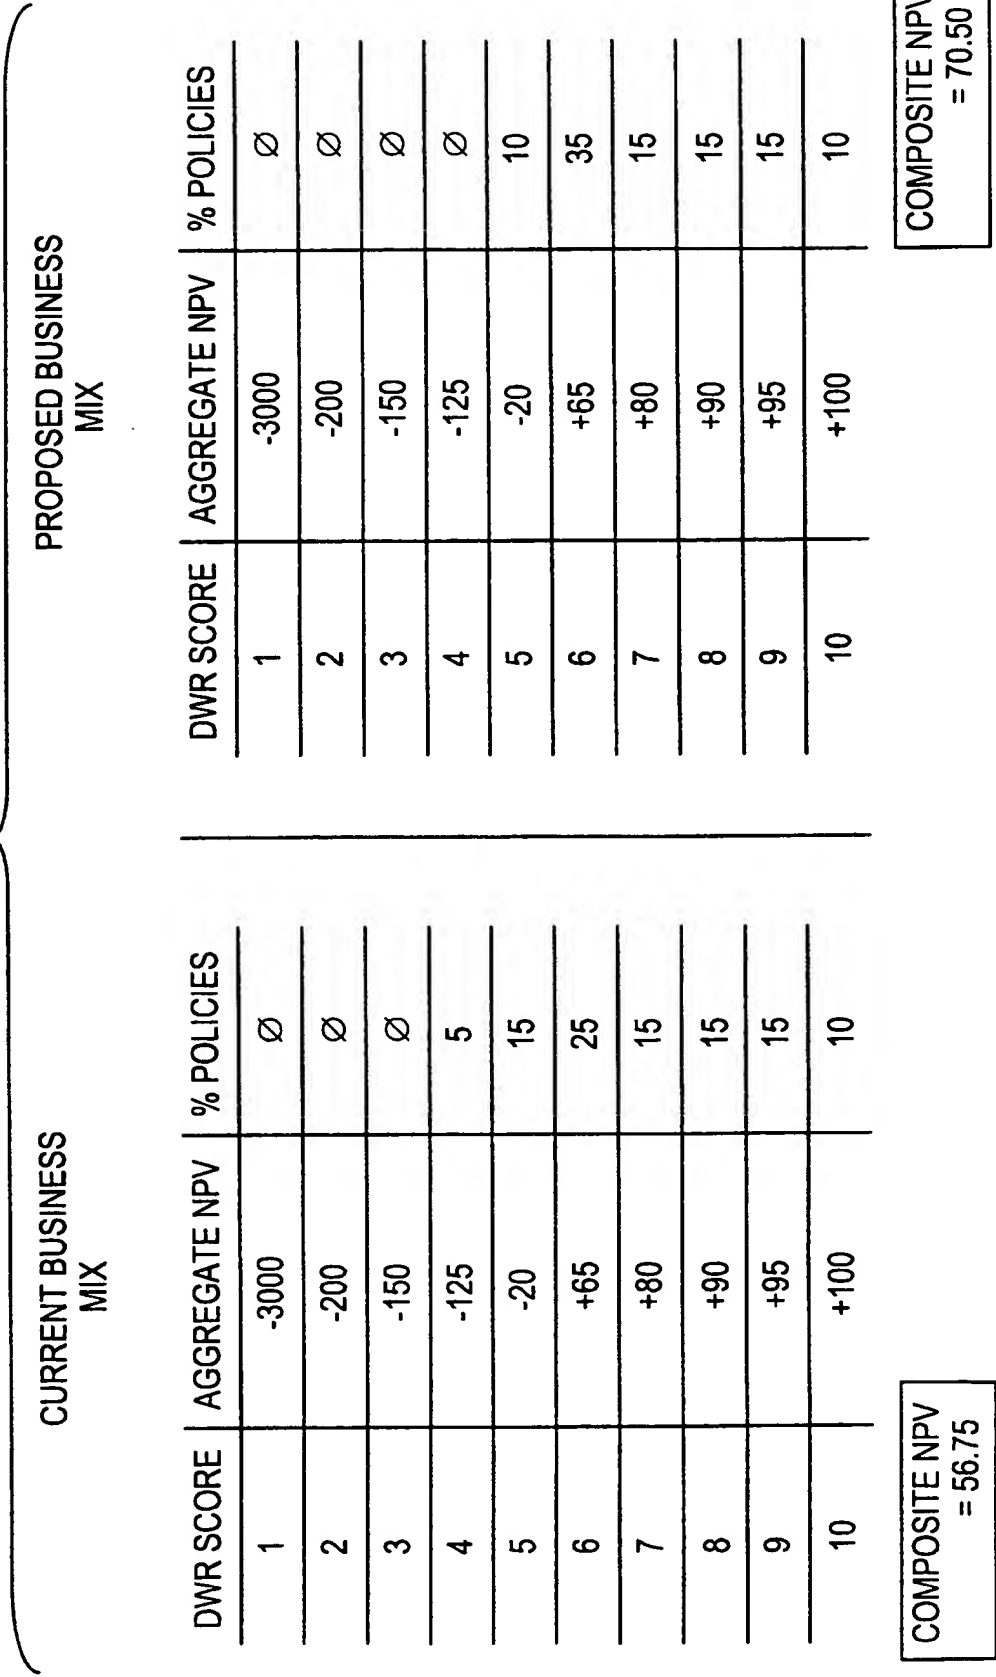 CURRENT BUSINESS
MIX
DWR SCORE AGGREGATE NPV % POLICIES
1 -3000 Ø
2 -200 Ø
3 -150 Ø
4 -125 5
5 -20 15
6 +65 25
7 +80 15
8 +90 15
9 +95 15
10 +100 10
COMPOSITE NPV
= 56.75
PROPOSED BUSINESS
MIX
DWR SCORE AGGREGATE NPV % POLICIES
1 -3000 Ø
2 -200 Ø
3 -150 Ø
4 -125 Ø
5 -20 10
6 +65 35
7 +80 15
8 +90 15
9 +95 15
10 +100 10
COMPOSITE NPV
= 70.50